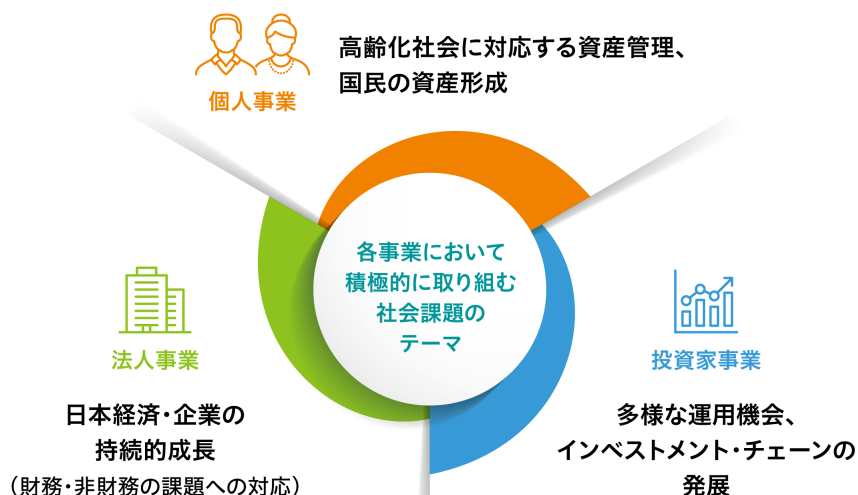 高齢化社会に対応する資産管理、
国民の資産形成
個人事業
各事業において
積極的に取り組む
社会課題の
テーマ
法人事業
日本経済・企業の
持続的成長
（財務・非財務の課題への対応）
投資家事業
多様な運用機会、
インベストメント・チェーンの
発展